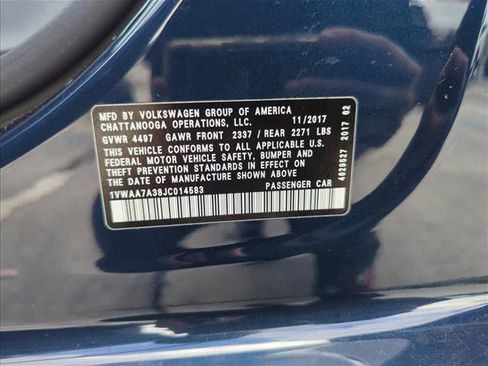 MFD BY VOLKSWAGEN GROUP OF AMERICA
CHATTANOOGA OPERATIONS, LLC. 11/2017
GVWR 4497 GAWR FRONT 2337 / REAR 2271 LBS
THIS VEHICLE CONFORMS TO ALL APPLICABLE U.S.
FEDERAL MOTOR VEHICLE SAFETY, BUMPER AND
THEFT PREVENTION STANDARDS IN EFFECT ON
THE DATE OF MANUFACTURE SHOWN ABOVE
1VWAA7A38JC014583 PASSENGER CAR
4629527 2017 62